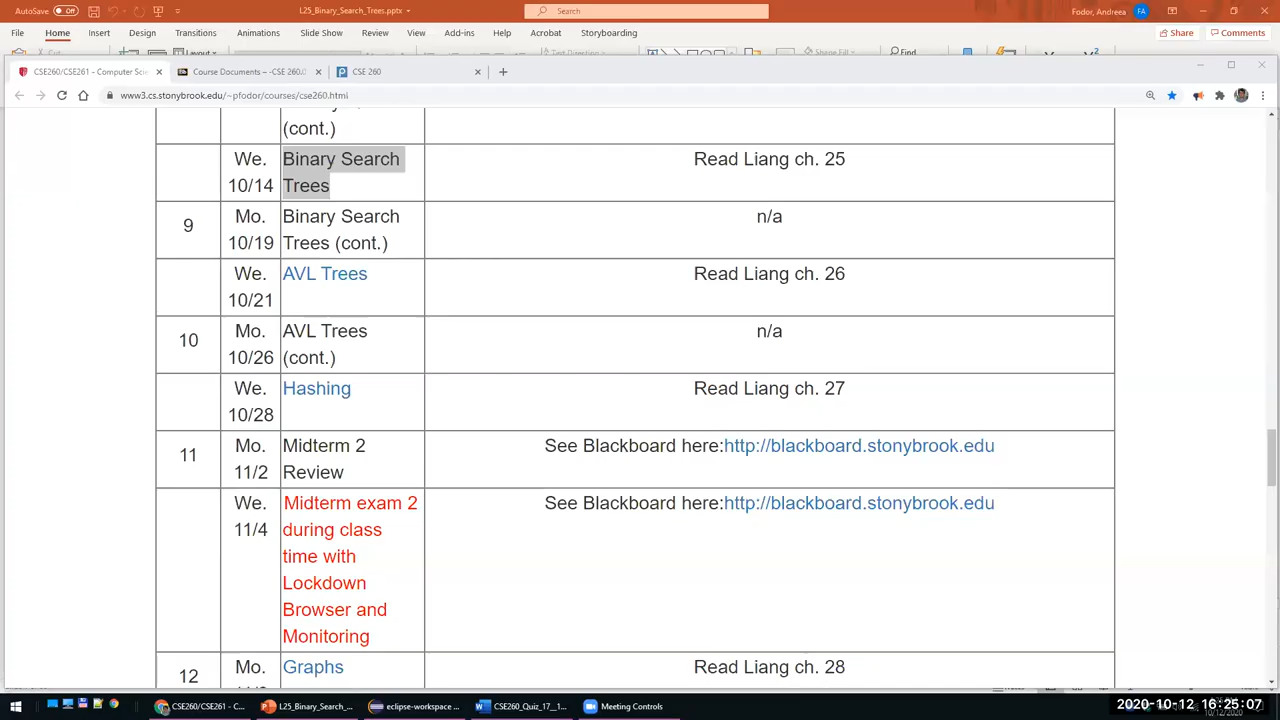 AutoSave Off L25_Binary_Search_Trees.pptx Search Fodor, Andreea FA
File Home Insert Design Transitions Animations Slide Show Review View Add-ins Help Acrobat Storyboarding Share Comments
CSE260/CSE261 - Computer Sci Course Documents – -CSE 260.0 CSE 260
www3.cs.stonybrook.edu/~pfodor/courses/cse260.html
(cont.)
We. 10/14 Binary Search Trees Read Liang ch. 25
9 Mo. 10/19 Binary Search Trees (cont.) n/a
We. 10/21 AVL Trees Read Liang ch. 26
10 Mo. 10/26 AVL Trees (cont.) n/a
We. 10/28 Hashing Read Liang ch. 27
11 Mo. 11/2 Midterm 2 Review See Blackboard here:http://blackboard.stonybrook.edu
We. 11/4 Midterm exam 2 during class time with Lockdown Browser and Monitoring See Blackboard here:http://blackboard.stonybrook.edu
12 Mo. Graphs Read Liang ch. 28
CSE260/CSE261 - C... L25_Binary_Search_... eclipse-workspace ... CSE260_Quiz_17__1... Meeting Controls 2020-10-12 16:25:07